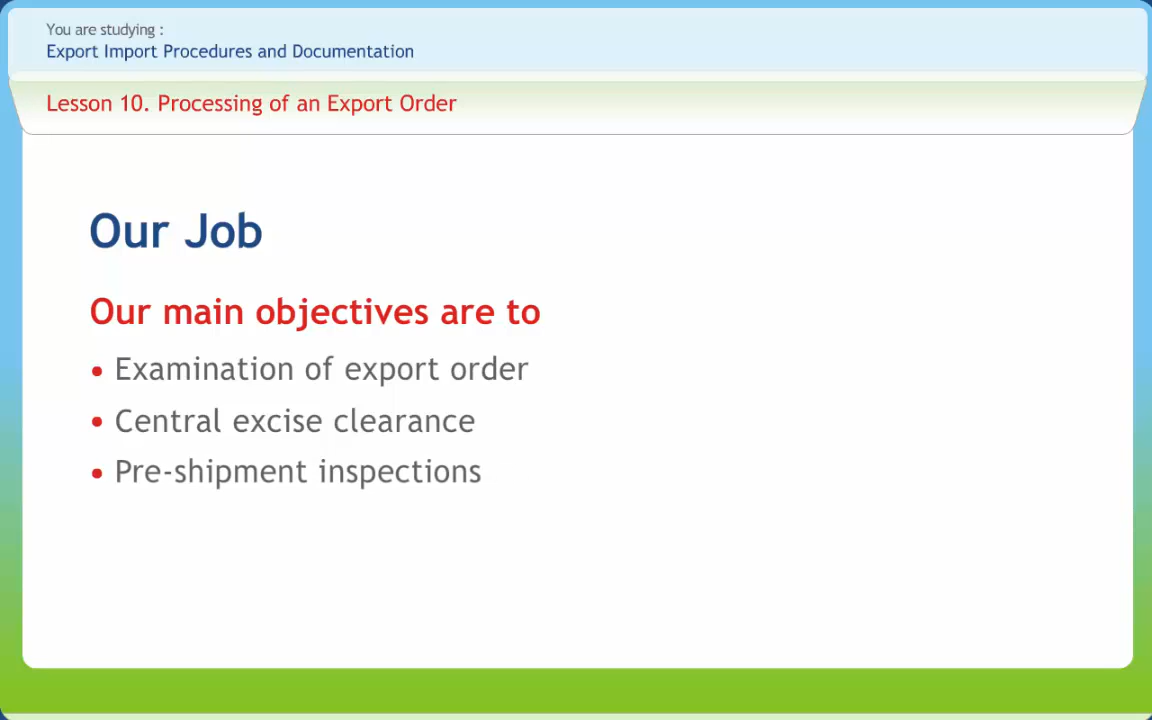 You are studying :
Export Import Procedures and Documentation
Lesson 10. Processing of an Export Order
Our Job
Our main objectives are to
• Examination of export order
• Central excise clearance
• Pre-shipment inspections